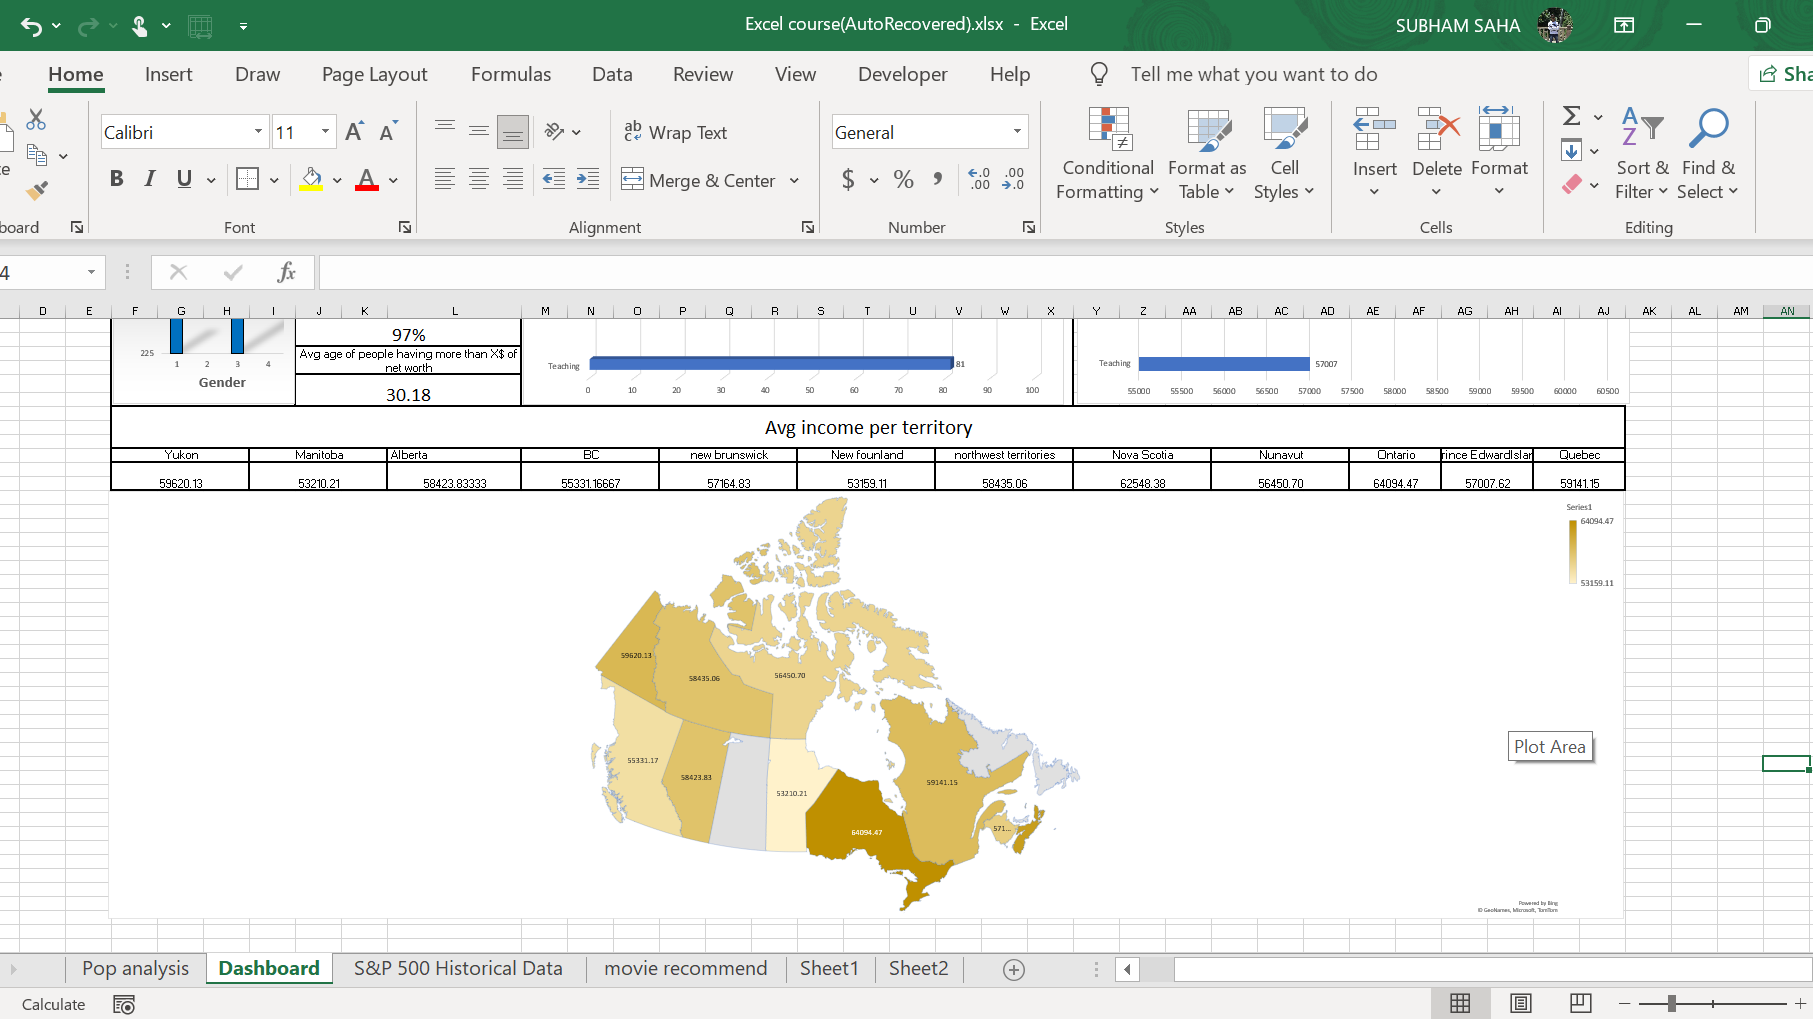 Excel course(AutoRecovered).xlsx - Excel
SUBHAM SAHA
Home Insert Draw Page Layout Formulas Data Review View Developer Help Tell me what you want to do Sha
Calibri 11 A A
ab Wrap Text
General
Conditional Formatting
Format as Table
Cell Styles
Insert Delete Format
Sort & Filter
Find & Select
B I U A
Merge & Center
$ % ,
board Font Alignment Number Styles Cells Editing
4 fx
D E F G H I J K L M N O P Q R S T U V W X Y Z AA AB AC AD AE AF AG AH AI AJ AK AL AM AN
225
1 2 3 4
Gender
97%
Avg age of people having more than X$ of
net worth
30.18
Teaching 81
0 10 20 30 40 50 60 70 80 90 100
Teaching 57007
55000 55500 56000 56500 57000 57500 58000 58500 59000 59500 60000 60500
Avg income per territory
Yukon Manitoba Alberta BC new brunswick New founland northwest territories Nova Scotia Nunavut Ontario rince EdwardIslan Quebec
59620.13 53210.21 58423.83333 55331.16667 57164.83 53159.11 58435.06 62548.38 56450.70 64094.47 57007.62 59141.15
Series1
64094.47
53159.11
59620.13
58435.06
56450.70
55331.17
58423.83
53210.21
59141.15
64094.47
571...
Plot Area
Powered by Bing
© GeoNames, Microsoft, TomTom
Pop analysis Dashboard S&P 500 Historical Data movie recommend Sheet1 Sheet2
Calculate